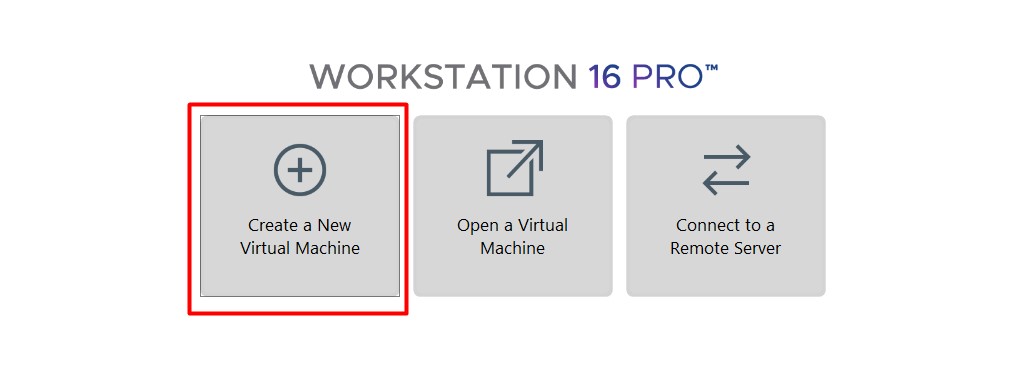 WORKSTATION 16 PRO™
Create a New
Virtual Machine
Open a Virtual
Machine
Connect to a
Remote Server